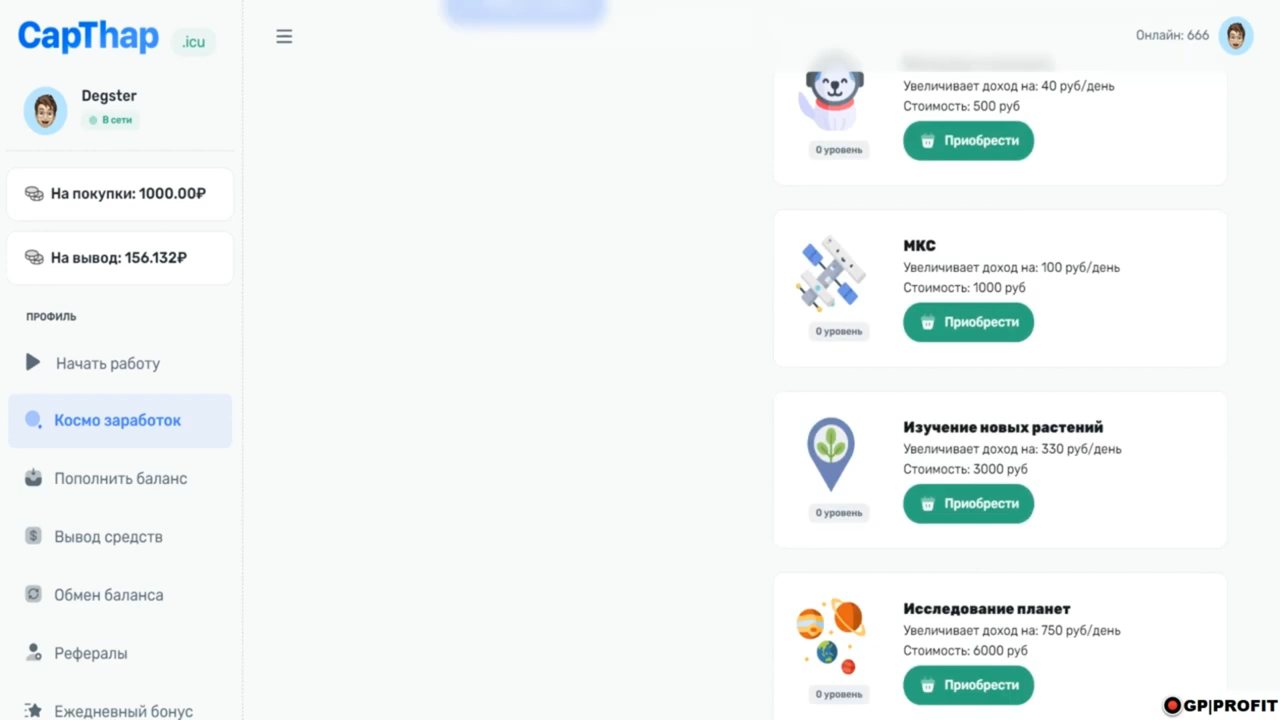 CapThap .icu
Онлайн: 666
Degster
В сети
На покупки: 1000.00₽
На вывод: 156.132₽
ПРОФИЛЬ
Начать работу
Космо заработок
Пополнить баланс
Вывод средств
Обмен баланса
Рефералы
Ежедневный бонус
Увеличивает доход на: 40 руб/день
Стоимость: 500 руб
Приобрести
0 уровень
МКС
Увеличивает доход на: 100 руб/день
Стоимость: 1000 руб
Приобрести
0 уровень
Изучение новых растений
Увеличивает доход на: 330 руб/день
Стоимость: 3000 руб
Приобрести
0 уровень
Исследование планет
Увеличивает доход на: 750 руб/день
Стоимость: 6000 руб
Приобрести
0 уровень
GP|PROFIT